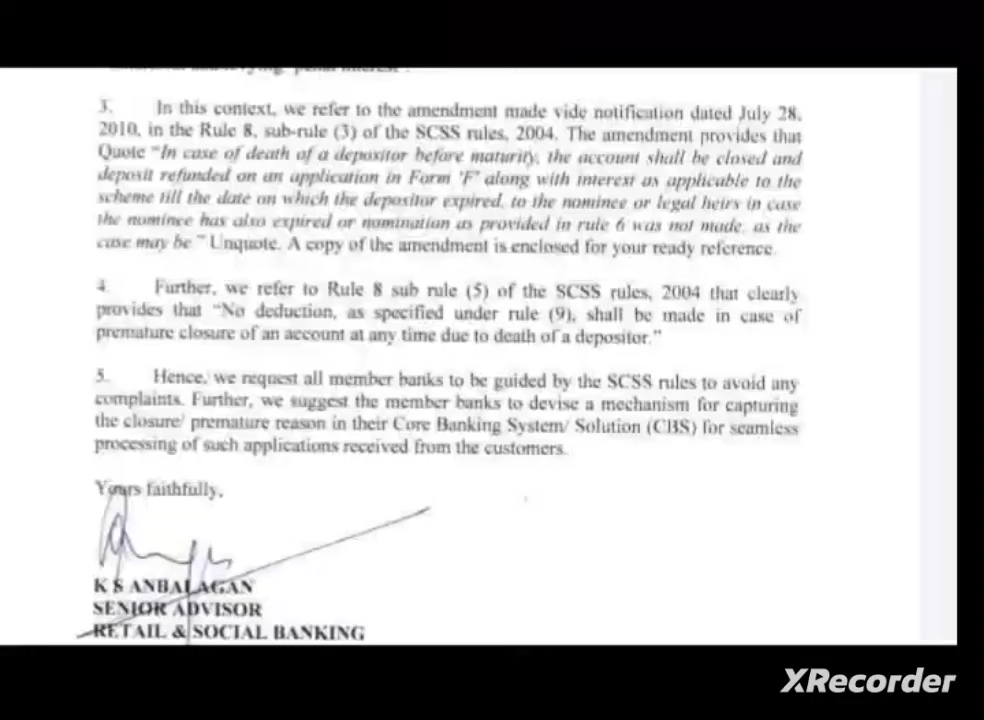 3. In this context, we refer to the amendment made vide notification dated July 28,
2010, in the Rule 8, sub-rule (3) of the SCSS rules, 2004. The amendment provides that
Quote "In case of death of a depositor before maturity, the account shall be closed and
deposit refunded on an application in Form 'F' along with interest as applicable to the
scheme till the date on which the depositor expired, to the nominee or legal heirs in case
the nominee has also expired or nomination as provided in rule 6 was not made, as the
case may be " Unquote. A copy of the amendment is enclosed for your ready reference.
4. Further, we refer to Rule 8 sub rule (5) of the SCSS rules, 2004 that clearly
provides that "No deduction, as specified under rule (9), shall be made in case of
premature closure of an account at any time due to death of a depositor."
5. Hence, we request all member banks to be guided by the SCSS rules to avoid any
complaints. Further, we suggest the member banks to devise a mechanism for capturing
the closure/ premature reason in their Core Banking System/ Solution (CBS) for seamless
processing of such applications received from the customers.
Yours faithfully,
K S ANBALAGAN
SENIOR ADVISOR
RETAIL & SOCIAL BANKING
XRecorder